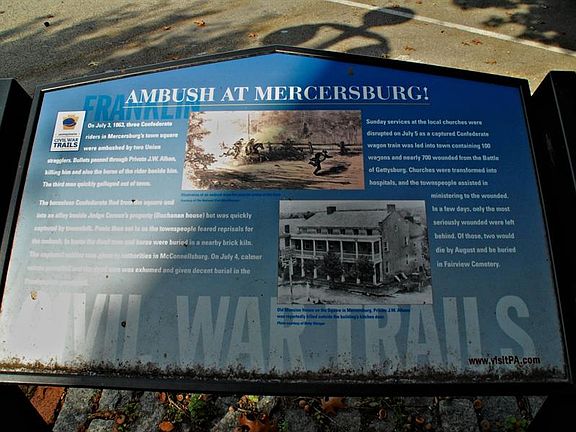 FRANKLIN
AMBUSH AT MERCERSBURG!
PENNSYLVANIA
CIVIL WAR
TRAILS
On July 3, 1863, three Confederate
riders in Mercersburg's town square
were ambushed by two Union
stragglers. Bullets passed through Private J.W. Alban,
killing him and also the horse of the rider beside him.
The third man quickly galloped out of town.
The horseless Confederate fled from the square and
into an alley beside Judge Carson's property (Buchanan house) but was quickly
captured by townsfolk. Panic then set in as the townspeople feared reprisals for
the ambush. In haste the dead man and horse were buried in a nearby brick kiln.
The captured soldier was given to authorities in McConnellsburg. On July 4, calmer
man was exhumed and given decent burial in the
Sunday services at the local churches were
disrupted on July 5 as a captured Confederate
wagon train was led into town containing 100
wagons and nearly 700 wounded from the Battle
of Gettysburg. Churches were transformed into
hospitals, and the townspeople assisted in
ministering to the wounded.
In a few days, only the most
seriously wounded were left
behind. Of those, two would
die by August and be buried
in Fairview Cemetery.
Old Mansion House on the Square in Mercersburg. Private J.W. Alban
was reportedly killed outside the building's kitchen door.
CIVIL WAR TRAILS
www.visitPA.com